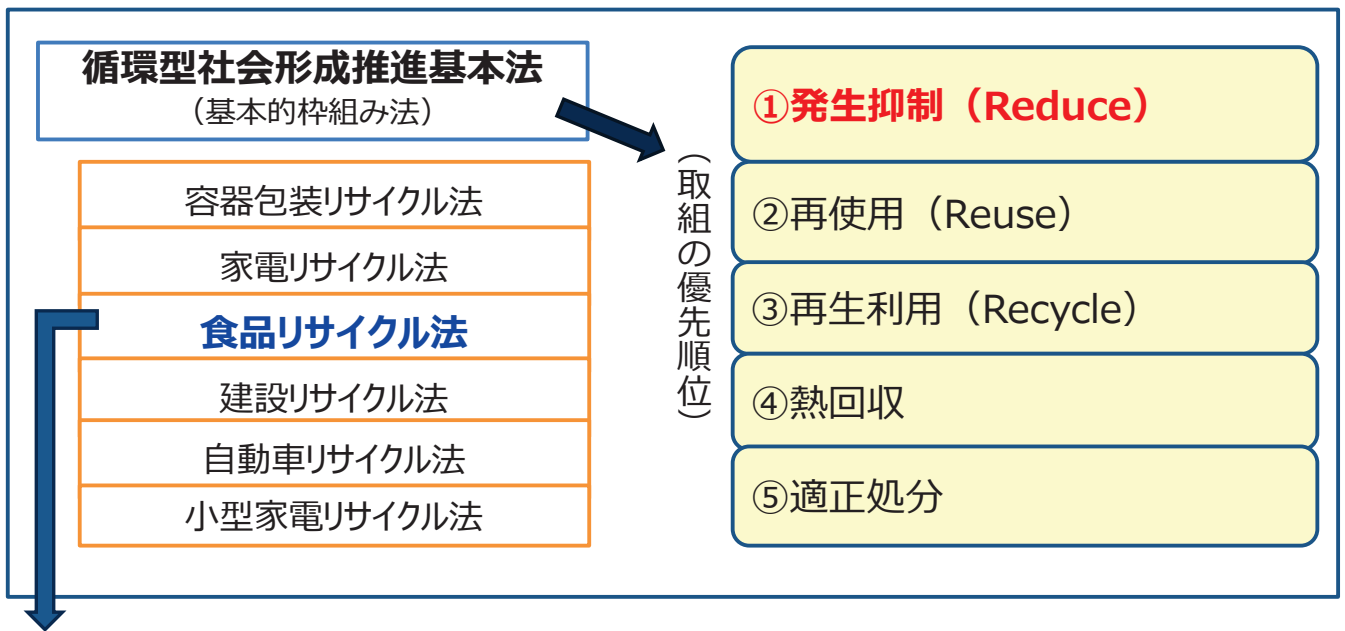 循環型社会形成推進基本法
（基本的枠組み法）
容器包装リサイクル法
家電リサイクル法
食品リサイクル法
建設リサイクル法
自動車リサイクル法
小型家電リサイクル法
（取組の優先順位）
①発生抑制（Reduce）
②再使用（Reuse）
③再生利用（Recycle）
④熱回収
⑤適正処分